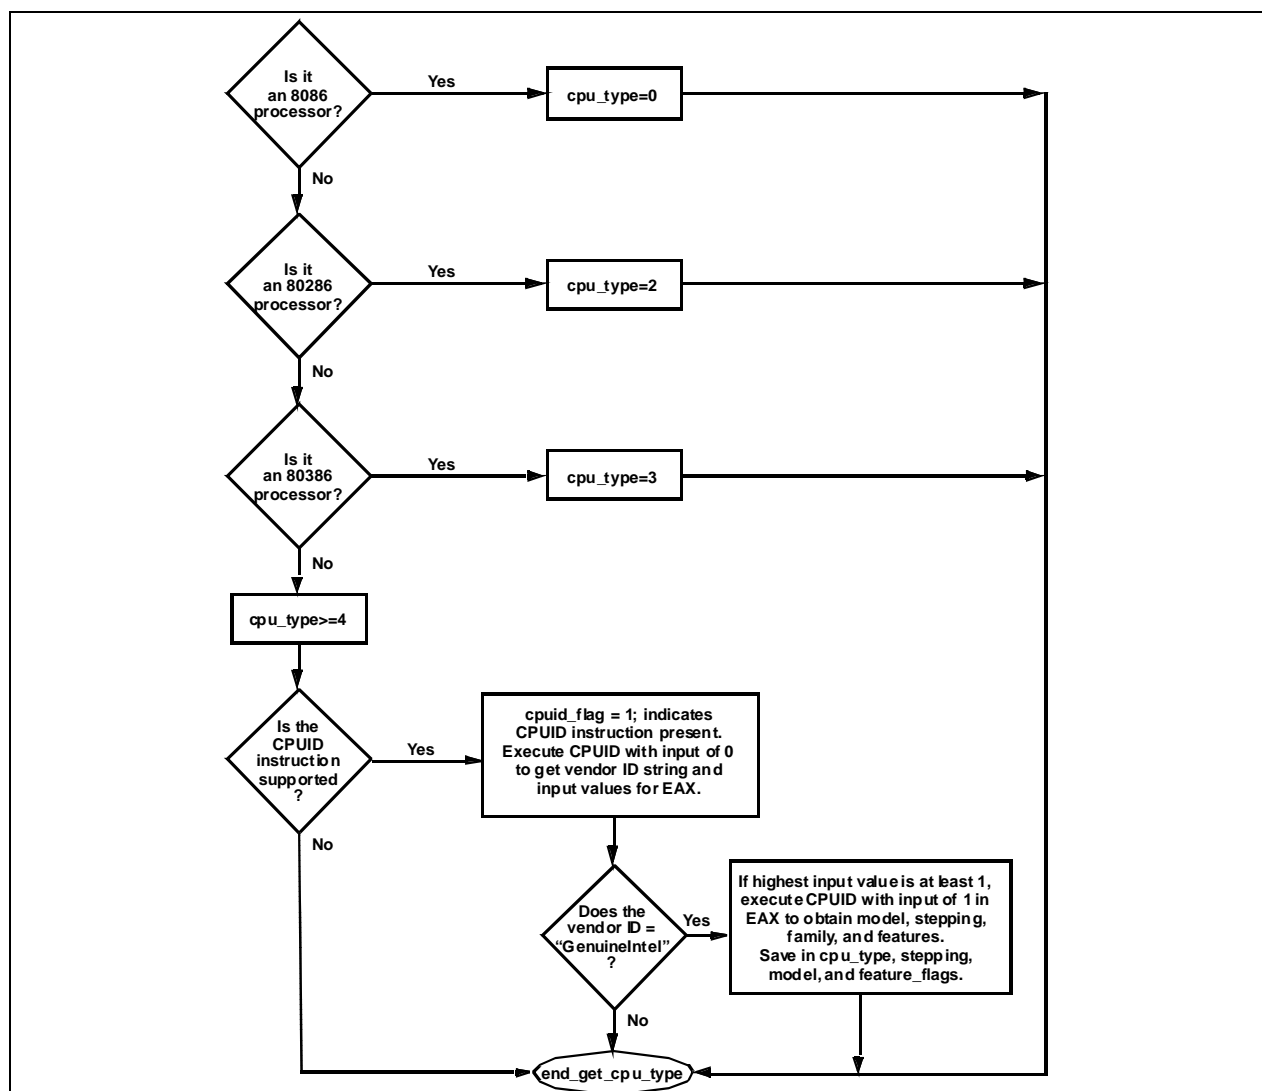 Is it
an 8086
processor?
Yes
cpu_type=0
No
Is it
an 80286
processor?
Yes
cpu_type=2
No
Is it
an 80386
processor?
Yes
cpu_type=3
No
cpu_type>=4
Is the
CPUID
instruction
supported
?
Yes
cpuid_flag = 1; indicates
CPUID instruction present.
Execute CPUID with input of 0
to get vendor ID string and
input values for EAX.
No
Does the
vendor ID =
“GenuineIntel”
?
Yes
If highest input value is at least 1,
execute CPUID with input of 1 in
EAX to obtain model, stepping,
family, and features.
Save in cpu_type, stepping,
model, and feature_flags.
No
end_get_cpu_type